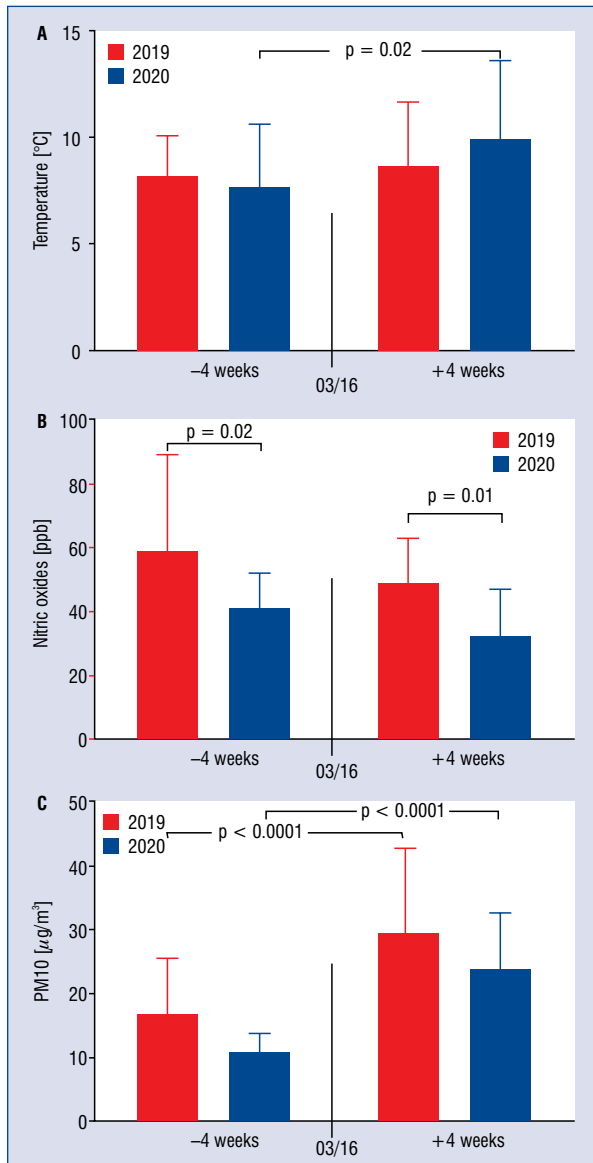 A
15
2019
2020
p = 0.02
10
Temperature [°C]
5
0
−4 weeks
+4 weeks
03/16
B
100
2019
2020
p = 0.02
80
p = 0.01
60
Nitric oxides [ppb]
40
20
0
−4 weeks
+4 weeks
03/16
C
50
2019
2020
p < 0.0001
p < 0.0001
40
30
PM10 [µg/m³]
20
10
0
−4 weeks
+4 weeks
03/16